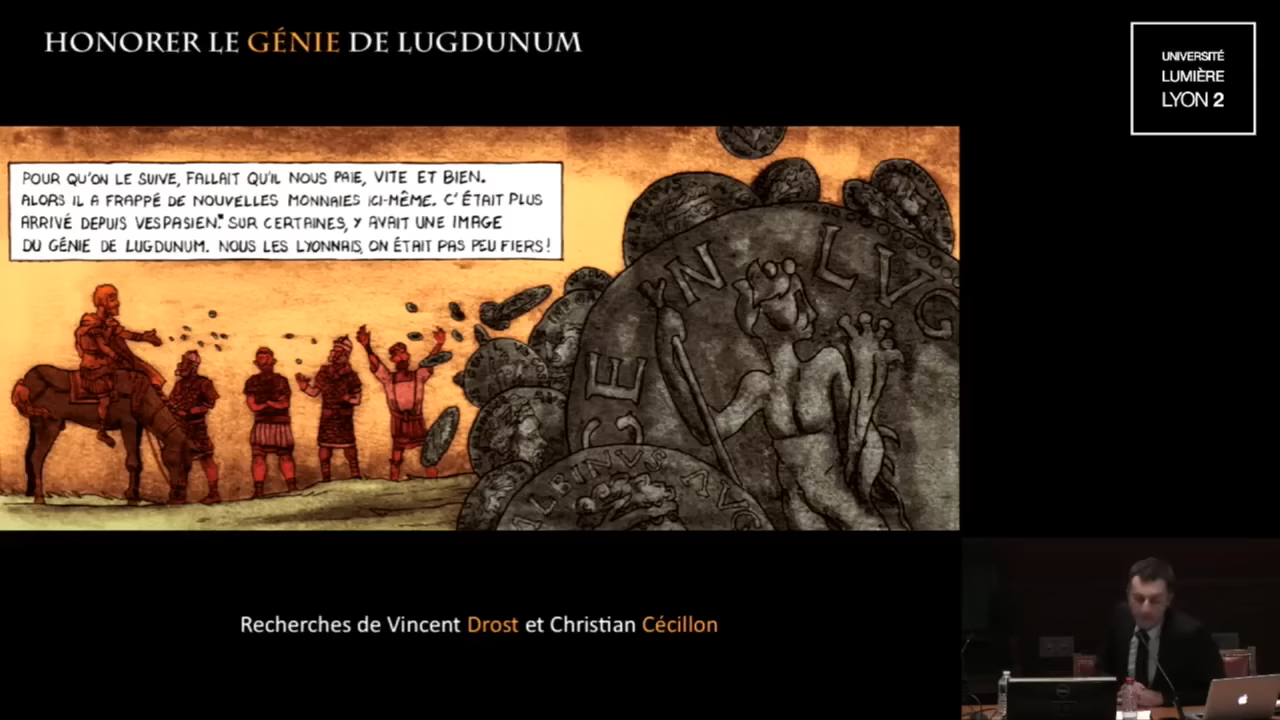 HONORER LE GÉNIE DE LUGDUNUM
UNIVERSITÉ
LUMIÈRE
LYON 2
POUR QU'ON LE SUIVE, FALLAIT QU'IL NOUS PAIE, VITE ET BIEN.
ALORS IL A FRAPPÉ DE NOUVELLES MONNAIES ICI-MÊME. C'ÉTAIT PLUS
ARRIVÉ DEPUIS VESPASIEN.* SUR CERTAINES, Y AVAIT UNE IMAGE
DU GÉNIE DE LUGDUNUM. NOUS LES LYONNAIS, ON ÉTAIT PAS PEU FIERS!
GEN LVG
ALBINVS AVG
Recherches de Vincent Drost et Christian Cécillon